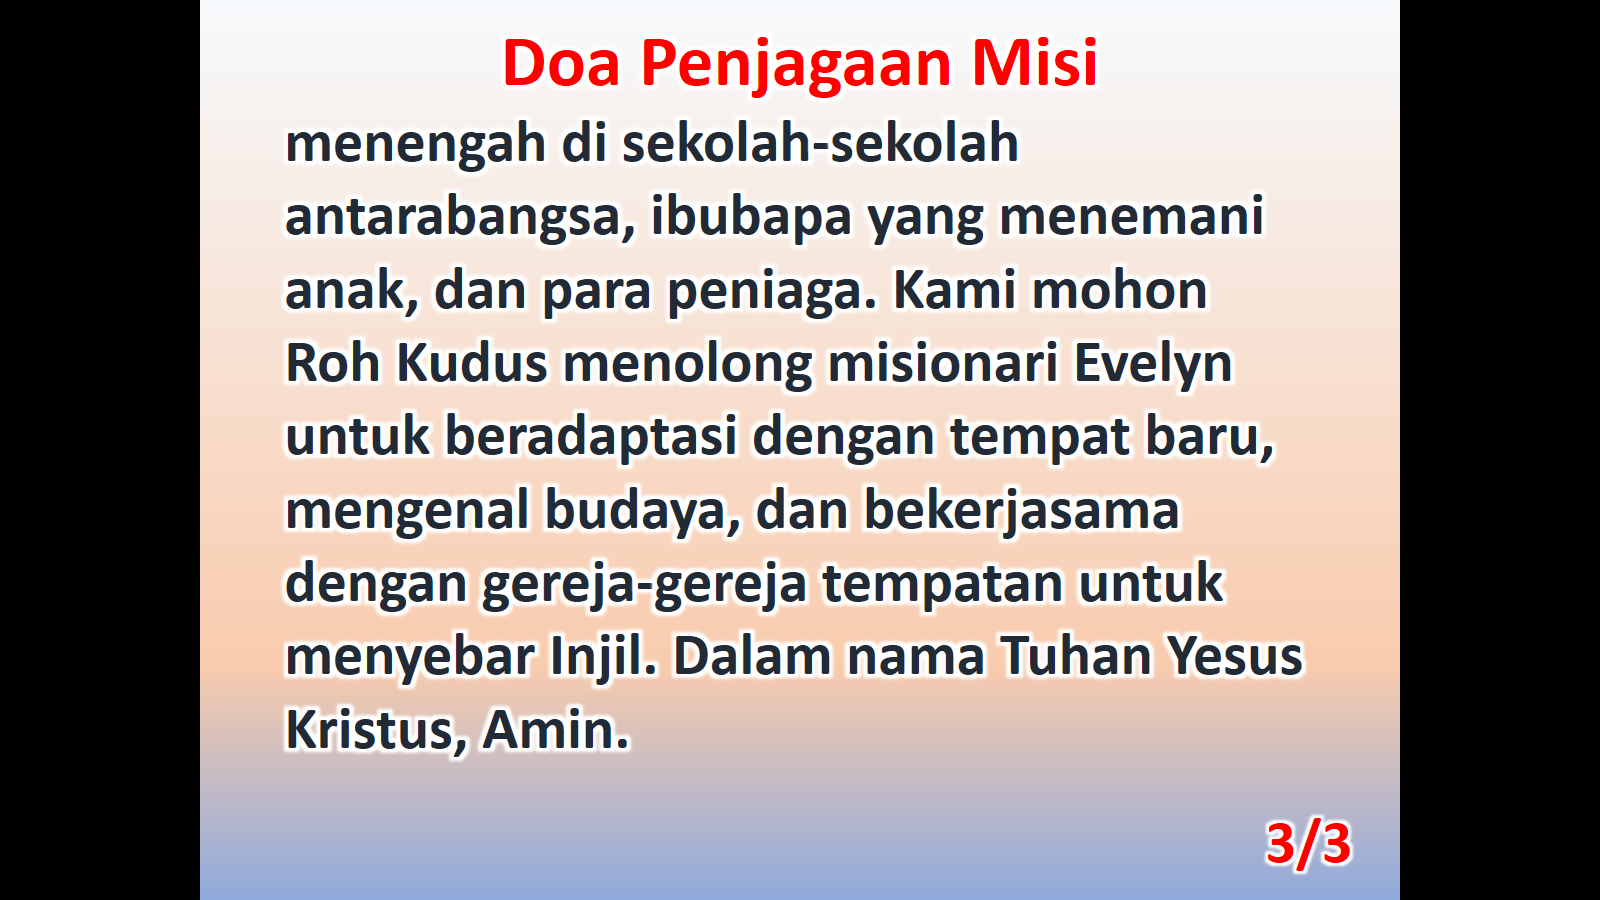 Doa Penjagaan Misi
menengah di sekolah-sekolah
antarabangsa, ibubapa yang menemani
anak, dan para peniaga. Kami mohon
Roh Kudus menolong misionari Evelyn
untuk beradaptasi dengan tempat baru,
mengenal budaya, dan bekerjasama
dengan gereja-gereja tempatan untuk
menyebar Injil. Dalam nama Tuhan Yesus
Kristus, Amin.
3/3